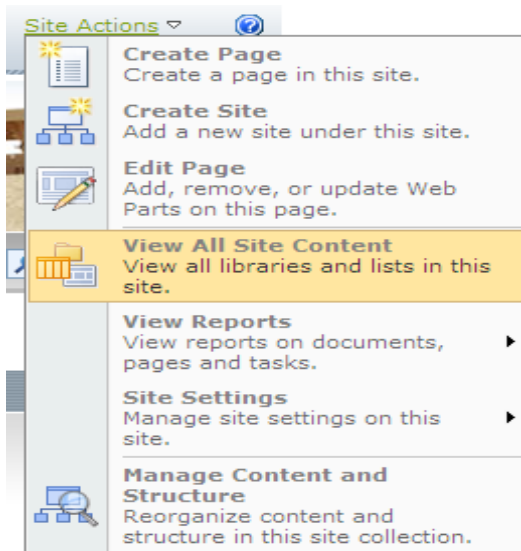 Site Actions
Create Page
Create a page in this site.
Create Site
Add a new site under this site.
Edit Page
Add, remove, or update Web
Parts on this page.
View All Site Content
View all libraries and lists in this
site.
View Reports
View reports on documents,
pages and tasks.
Site Settings
Manage site settings on this
site.
Manage Content and
Structure
Reorganize content and
structure in this site collection.